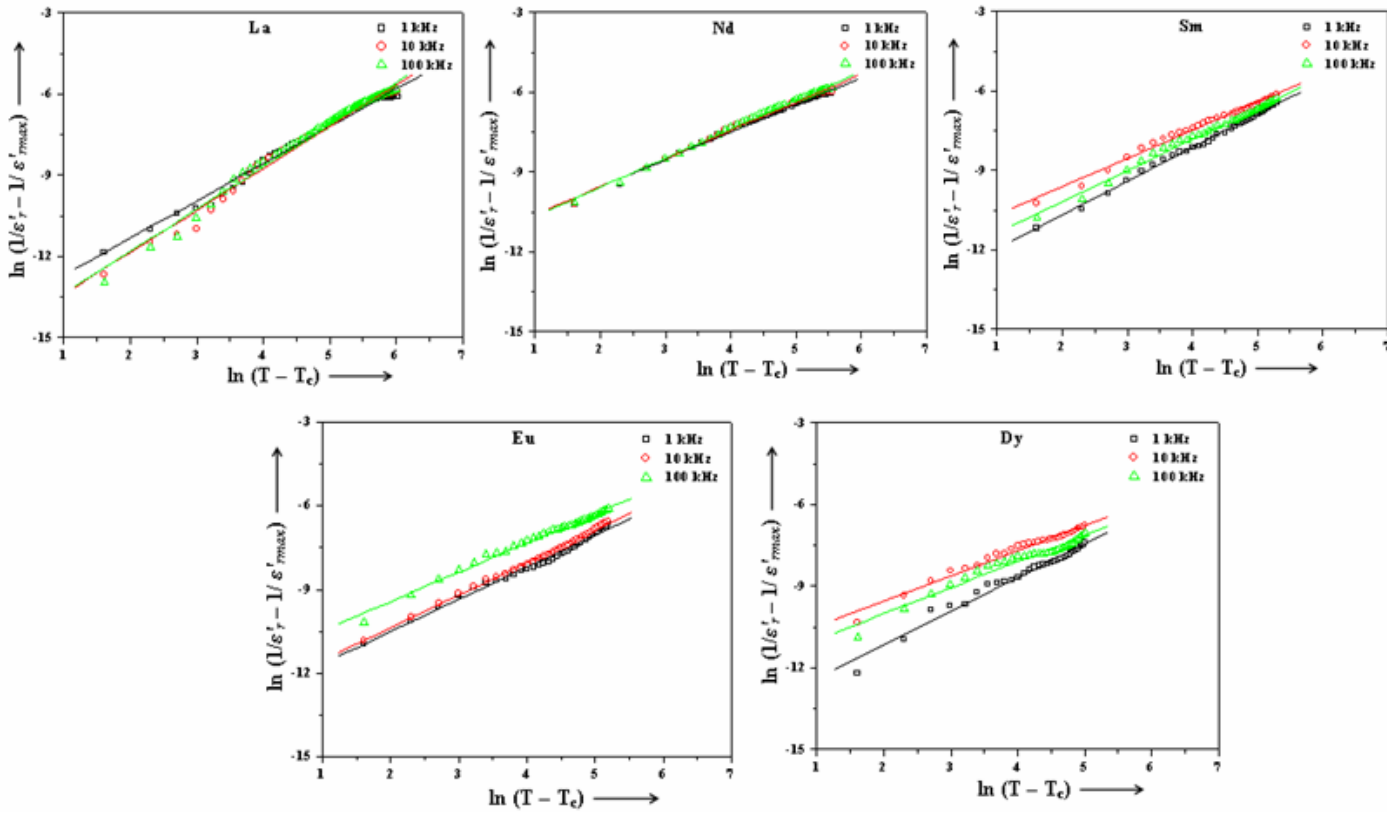 La
1 kHz
10 kHz
100 kHz
-3
-6
-9
-12
-15
1 2 3 4 5 6 7
ln (1/ε'r – 1/ ε'rmax)
ln (T – Tc)
Nd
1 kHz
10 kHz
100 kHz
-3
-6
-9
-12
-15
1 2 3 4 5 6 7
ln (1/ε'r – 1/ ε'rmax)
ln (T – Tc)
Sm
1 kHz
10 kHz
100 kHz
-3
-6
-9
-12
-15
1 2 3 4 5 6 7
ln (1/ε'r – 1/ ε'rmax)
ln (T – Tc)
Eu
1 kHz
10 kHz
100 kHz
-3
-6
-9
-12
-15
1 2 3 4 5 6 7
ln (1/ε'r – 1/ ε'rmax)
ln (T – Tc)
Dy
1 kHz
10 kHz
100 kHz
-3
-6
-9
-12
-15
1 2 3 4 5 6 7
ln (1/ε'r – 1/ ε'rmax)
ln (T – Tc)